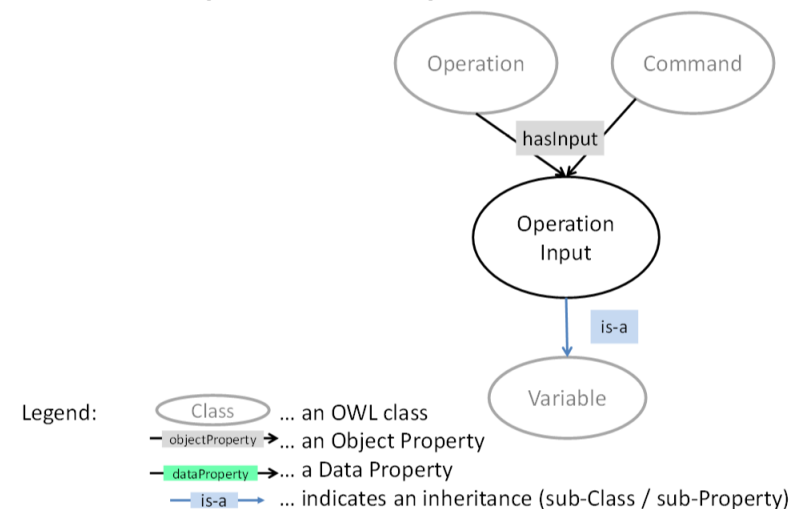 Operation
Command
hasInput
Operation
Input
is-a
Variable
Legend:
Class
... an OWL class
objectProperty
... an Object Property
dataProperty
... a Data Property
is-a
... indicates an inheritance (sub-Class / sub-Property)